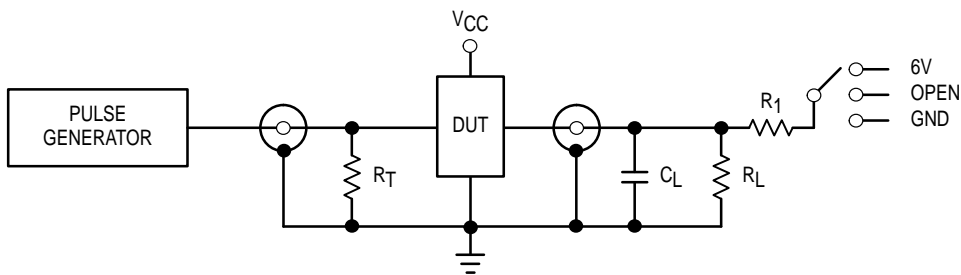 VCC
PULSE
GENERATOR
DUT
RT
CL
RL
R1
6V
OPEN
GND